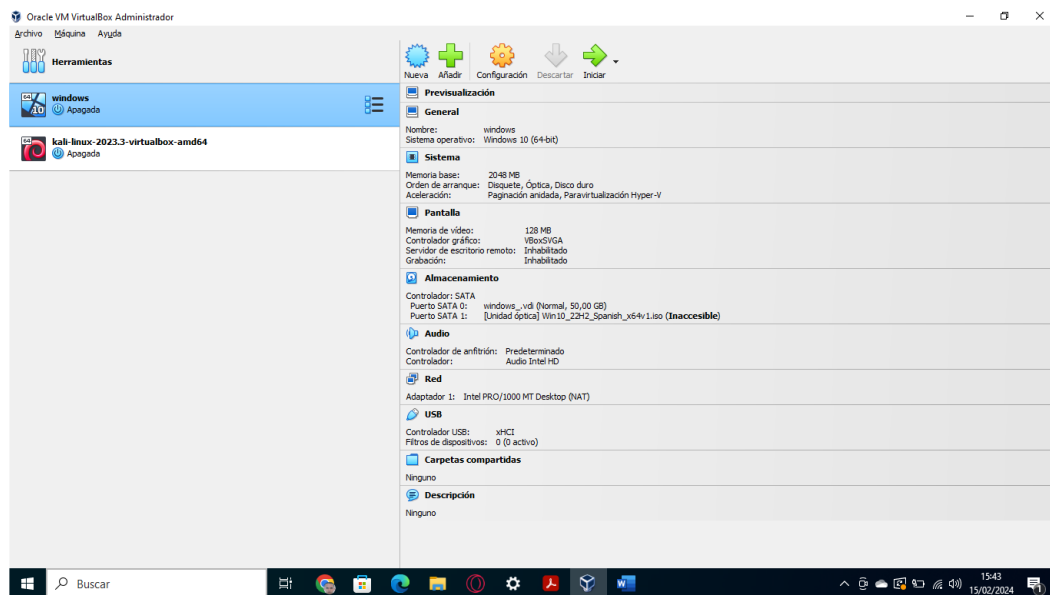 Oracle VM VirtualBox Administrador
Archivo Máquina Ayuda
Herramientas
Nueva Añadir Configuración Descartar Iniciar
64
10
windows
Apagada
64
kali-linux-2023.3-virtualbox-amd64
Apagada
Previsualización
General
Nombre: windows
Sistema operativo: Windows 10 (64-bit)
Sistema
Memoria base: 2048 MB
Orden de arranque: Disquete, Óptica, Disco duro
Aceleración: Paginación anidada, Paravirtualización Hyper-V
Pantalla
Memoria de vídeo: 128 MB
Controlador gráfico: VBoxSVGA
Servidor de escritorio remoto: Inhabilitado
Grabación: Inhabilitado
Almacenamiento
Controlador: SATA
Puerto SATA 0: windows_.vdi (Normal, 50,00 GB)
Puerto SATA 1: [Unidad óptica] Win10_22H2_Spanish_x64v1.iso (Inaccesible)
Audio
Controlador de anfitrión: Predeterminado
Controlador: Audio Intel HD
Red
Adaptador 1: Intel PRO/1000 MT Desktop (NAT)
USB
Controlador USB: xHCI
Filtros de dispositivos: 0 (0 activo)
Carpetas compartidas
Ninguno
Descripción
Ninguno
Buscar
15:43
15/02/2024
1